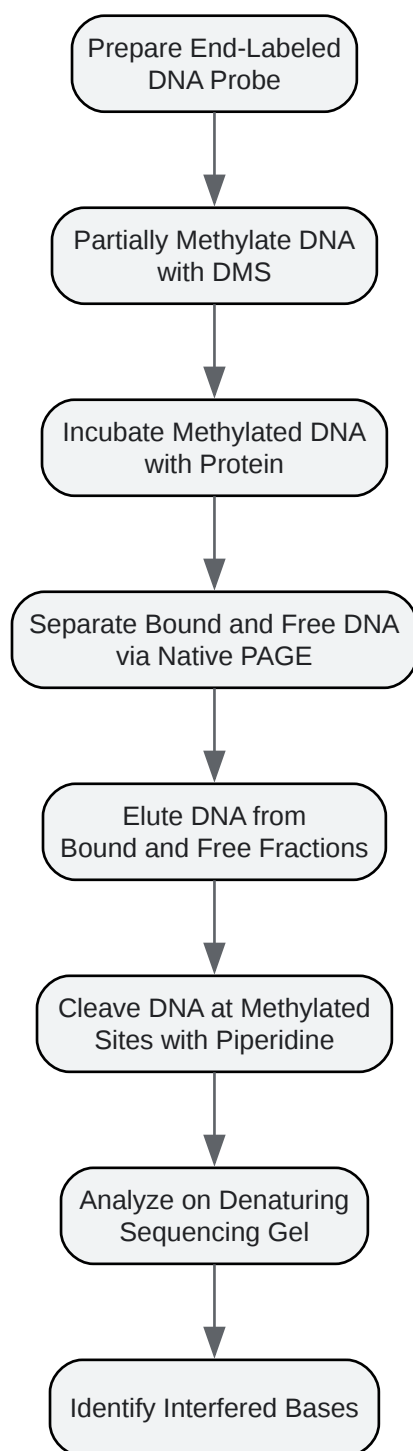 Prepare End-Labeled
DNA Probe
Partially Methylate DNA
with DMS
Incubate Methylated DNA
with Protein
Separate Bound and Free DNA
via Native PAGE
Elute DNA from
Bound and Free Fractions
Cleave DNA at Methylated
Sites with Piperidine
Analyze on Denaturing
Sequencing Gel
Identify Interfered Bases